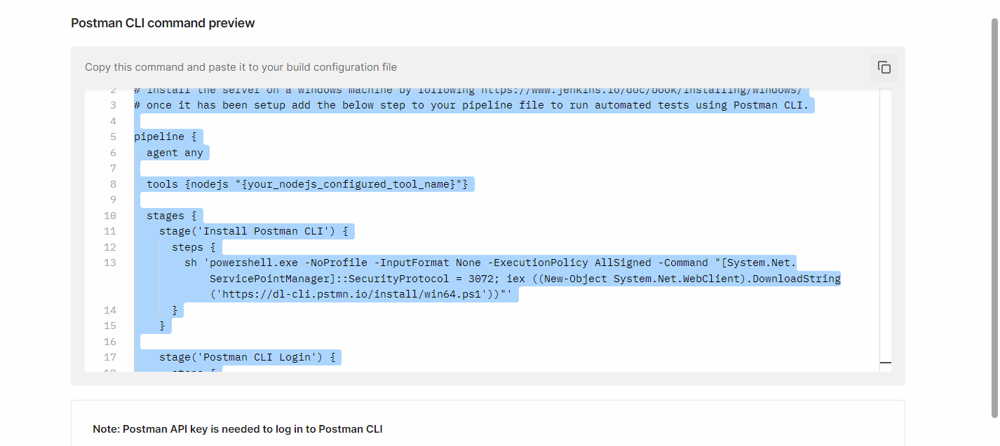 Postman CLI command preview
Copy this command and paste it to your build configuration file
2 # install the server on a windows machine by following https://www.jenkins.io/doc/book/installing/windows/
3 # once it has been setup add the below step to your pipeline file to run automated tests using Postman CLI.
4
5 pipeline {
6 agent any
7
8 tools {nodejs "{your_nodejs_configured_tool_name}"}
9
10 stages {
11 stage('Install Postman CLI') {
12 steps {
13 sh 'powershell.exe -NoProfile -InputFormat None -ExecutionPolicy AllSigned -Command "[System.Net.
ServicePointManager]::SecurityProtocol = 3072; iex ((New-Object System.Net.WebClient).DownloadString
('https://dl-cli.pstmn.io/install/win64.ps1'))"'
14 }
15 }
16
17 stage('Postman CLI Login') {
18 steps {
Note: Postman API key is needed to log in to Postman CLI